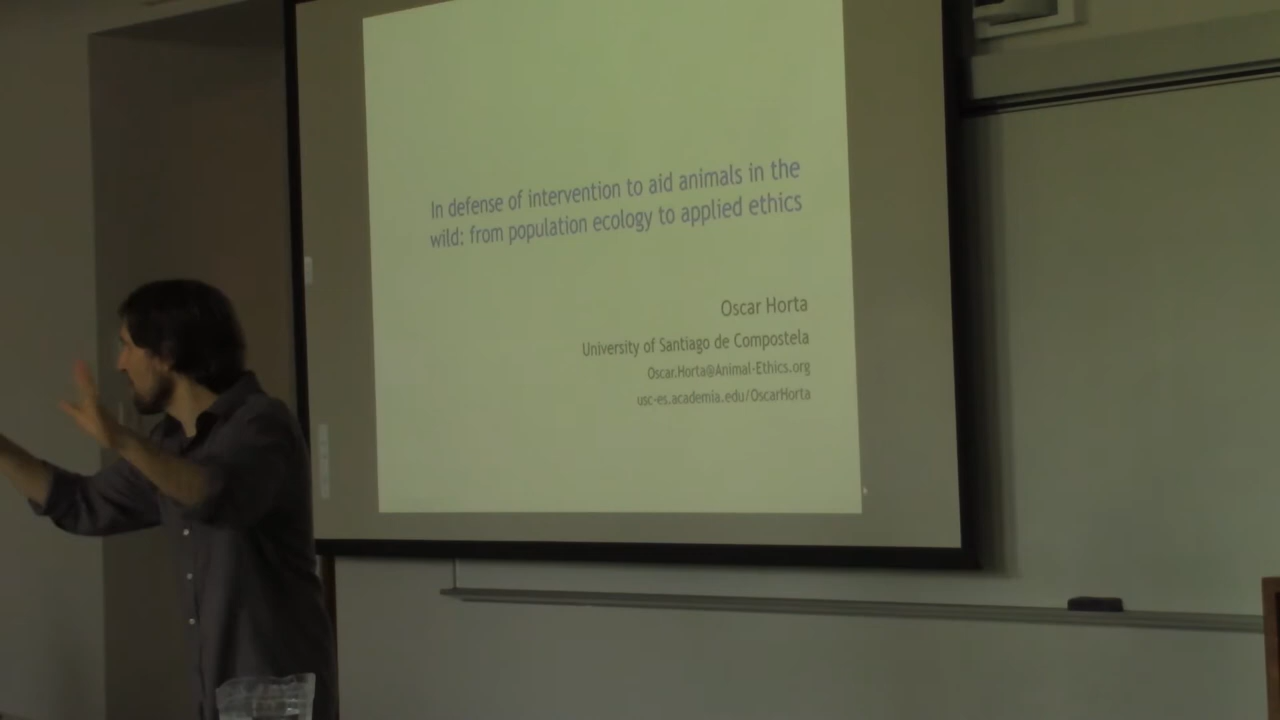 In defense of intervention to aid animals in the
wild: from population ecology to applied ethics
Oscar Horta
University of Santiago de Compostela
Oscar.Horta@Animal-Ethics.org
usc-es.academia.edu/OscarHorta